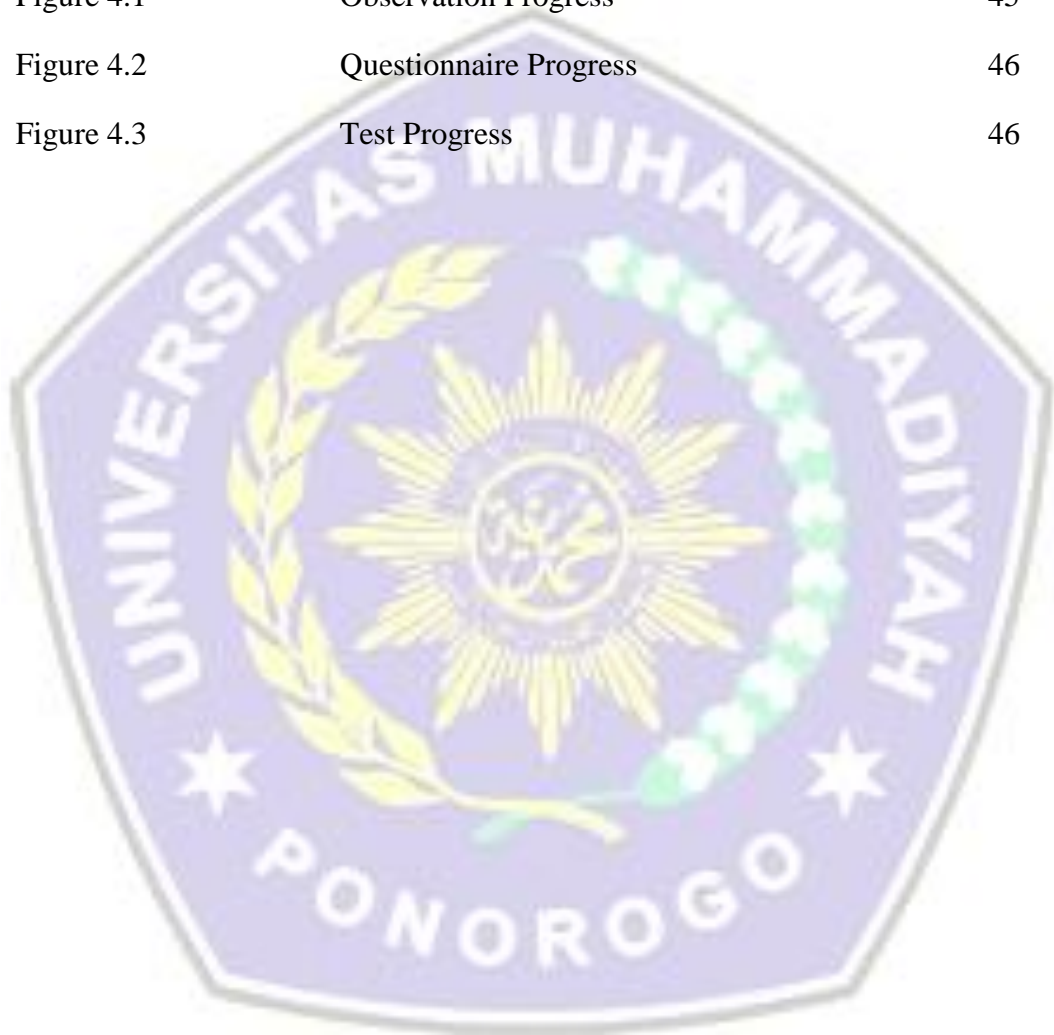 Figure 4.1 Observation Progress 45
Figure 4.2 Questionnaire Progress 46
Figure 4.3 Test Progress 46
UNIVERSITAS MUHAMMADIYAH
PONOROGO